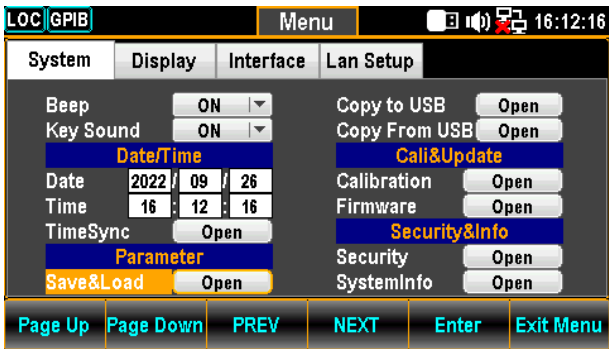 LOC GPIB Menu 16:12:16
System Display Interface Lan Setup
Beep ON
Key Sound ON
Date/Time
Date 2022 / 09 / 26
Time 16 : 12 : 16
TimeSync Open
Parameter
Save&Load Open
Copy to USB Open
Copy From USB Open
Cali&Update
Calibration Open
Firmware Open
Security&Info
Security Open
SystemInfo Open
Page Up Page Down PREV NEXT Enter Exit Menu